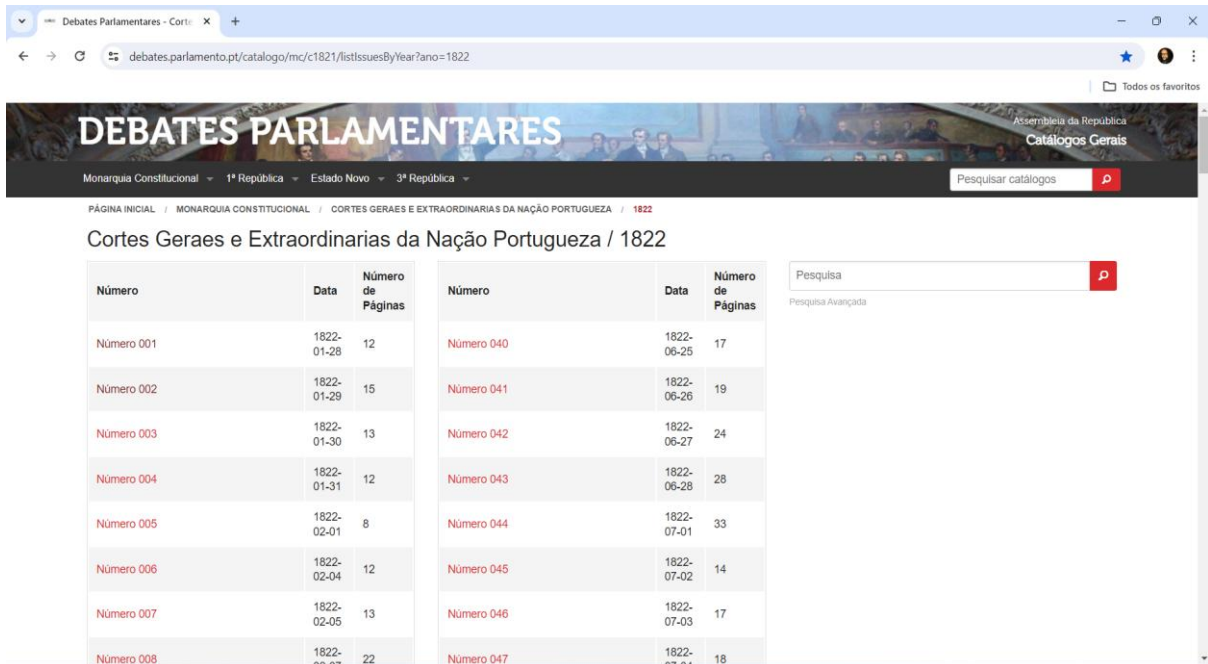 Debates Parlamentares - Corte
debates.parlamento.pt/catalogo/mc/c1821/listIssuesByYear?ano=1822
Todos os favoritos
DEBATES PARLAMENTARES
Assembleia da República
Catálogos Gerais
Monarquia Constitucional 1ª República Estado Novo 3ª República
Pesquisar catálogos
PÁGINA INICIAL / MONARQUIA CONSTITUCIONAL / CORTES GERAES E EXTRAORDINARIAS DA NAÇÃO PORTUGUEZA / 1822
Cortes Geraes e Extraordinarias da Nação Portugueza / 1822
Número Data Número de Páginas
Número 001 1822-01-28 12
Número 002 1822-01-29 15
Número 003 1822-01-30 13
Número 004 1822-01-31 12
Número 005 1822-02-01 8
Número 006 1822-02-04 12
Número 007 1822-02-05 13
Número 008 1822- 22
Número Data Número de Páginas
Número 040 1822-06-25 17
Número 041 1822-06-26 19
Número 042 1822-06-27 24
Número 043 1822-06-28 28
Número 044 1822-07-01 33
Número 045 1822-07-02 14
Número 046 1822-07-03 17
Número 047 1822- 18
Pesquisa
Pesquisa Avançada